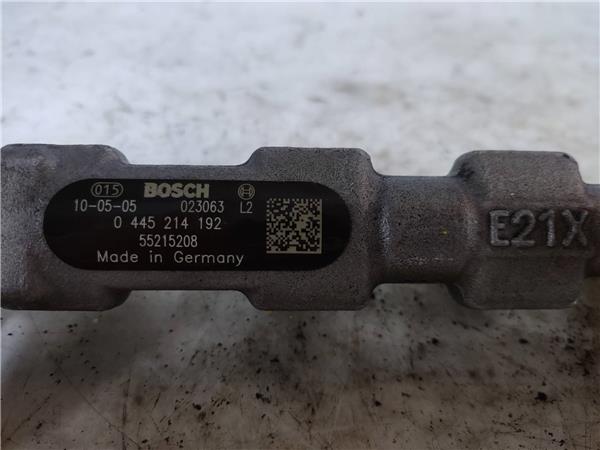 015 BOSCH
10-05-05 023063 L2
0 445 214 192
55215208
Made in Germany
E21X